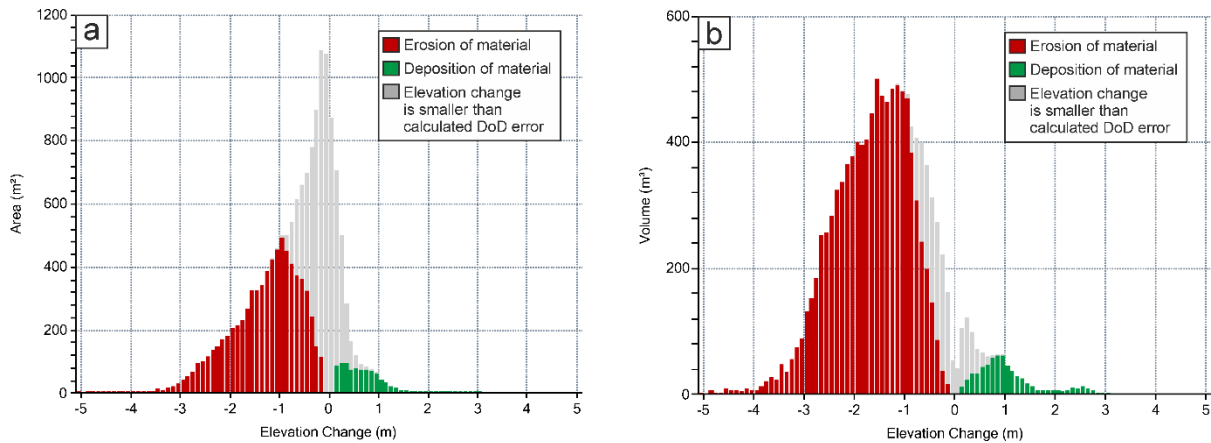 a
1200
1000
800
600
400
200
0
-5 -4 -3 -2 -1 0 1 2 3 4 5
Area (m²)
Elevation Change (m)
Erosion of material
Deposition of material
Elevation change
is smaller than
calculated DoD error
b
600
400
200
0
-5 -4 -3 -2 -1 0 1 2 3 4 5
Volume (m³)
Elevation Change (m)
Erosion of material
Deposition of material
Elevation change
is smaller than
calculated DoD error